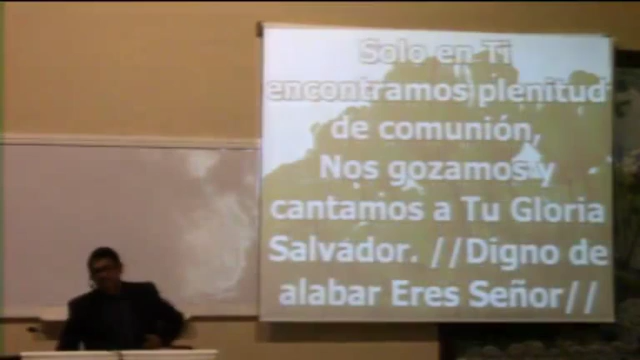 Solo en Ti
encontramos plenitud
de comunión,
Nos gozamos y
cantamos a Tu Gloria
Salvador. //Digno de
alabar Eres Señor//